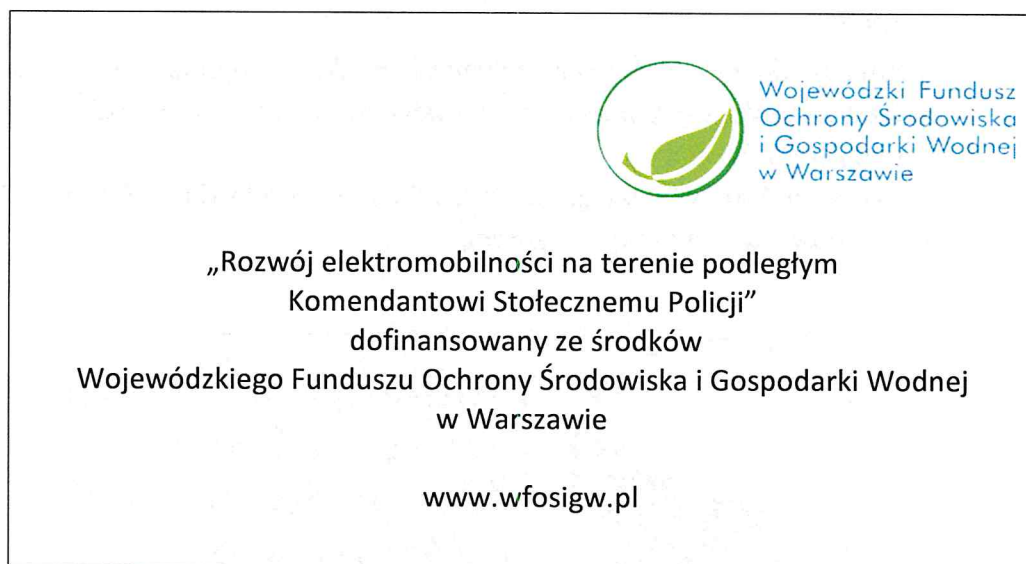 Wojewódzki Fundusz
Ochrony Środowiska
i Gospodarki Wodnej
w Warszawie
„Rozwój elektromobilności na terenie podległym
Komendantowi Stołecznemu Policji”
dofinansowany ze środków
Wojewódzkiego Funduszu Ochrony Środowiska i Gospodarki Wodnej
w Warszawie
www.wfosigw.pl